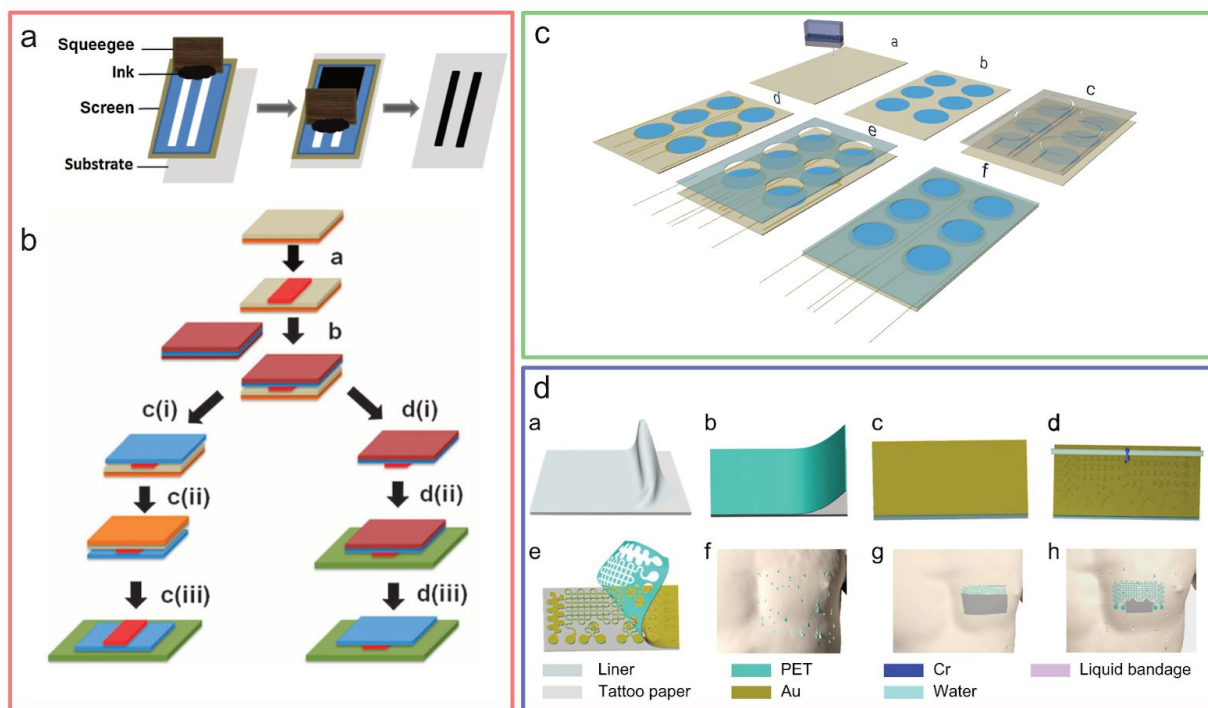 a
Squeegee
Ink
Screen
Substrate
b
a
b
c(i)
d(i)
c(ii)
d(ii)
c(iii)
d(iii)
c
a
b
c
d
e
f
d
a
b
c
d
e
f
g
h
Liner
PET
Cr
Liquid bandage
Tattoo paper
Au
Water